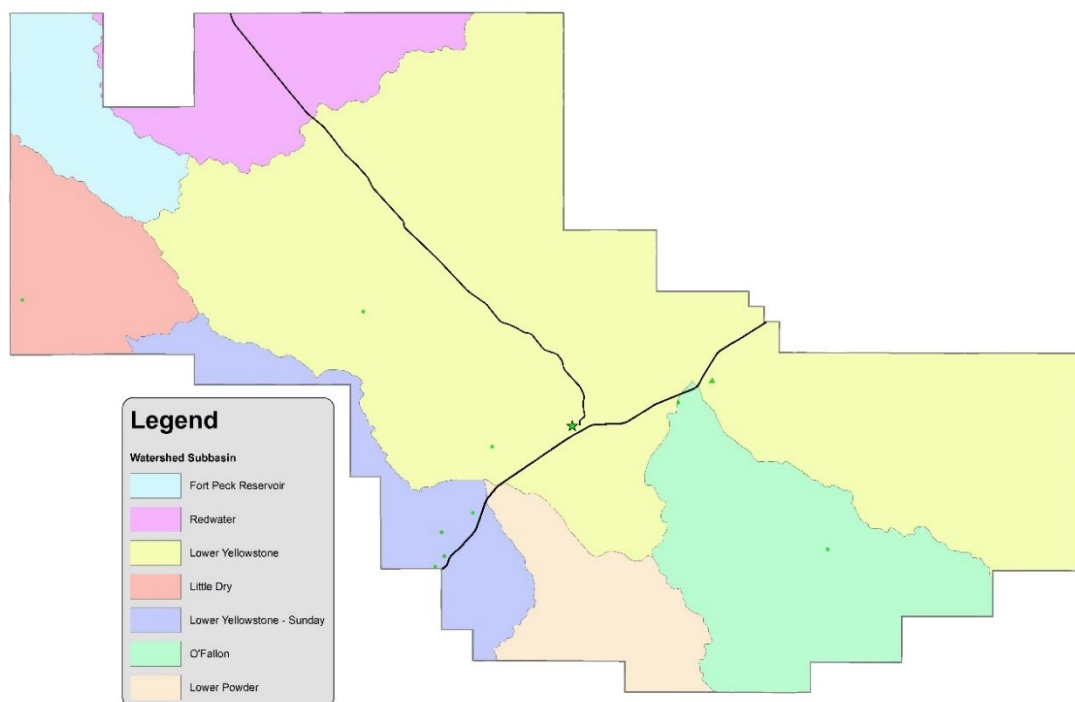 Legend
Watershed Subbasin
Fort Peck Reservoir
Redwater
Lower Yellowstone
Little Dry
Lower Yellowstone - Sunday
O'Fallon
Lower Powder